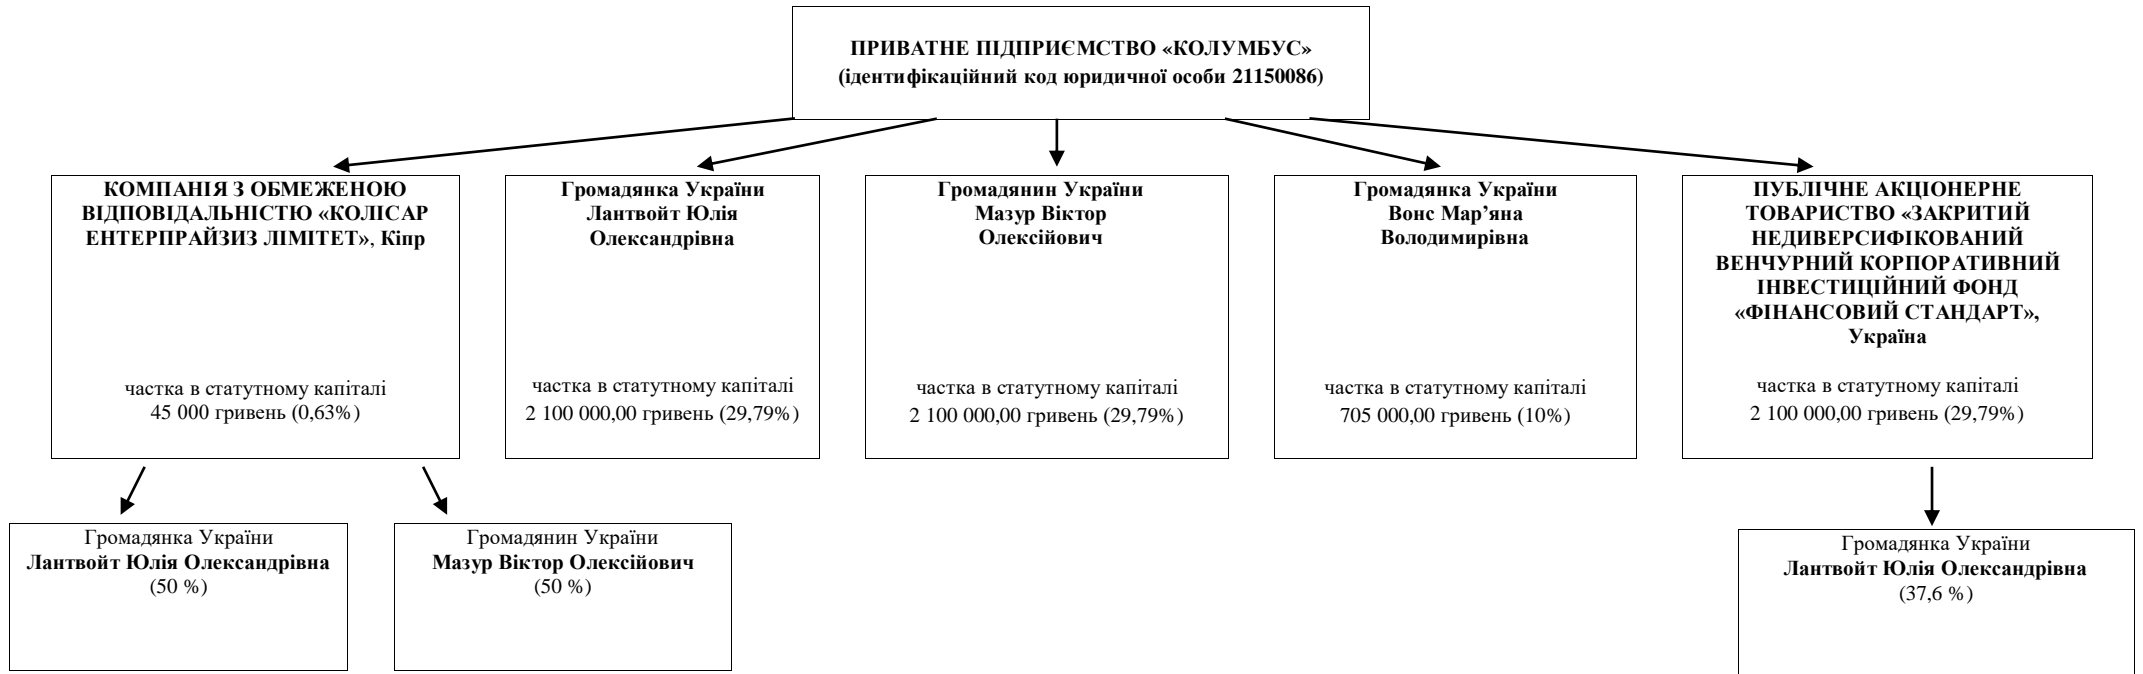 ПРИВАТНЕ ПІДПРИЄМСТВО «КОЛУМБУС»
(ідентифікаційний код юридичної особи 21150086)
КОМПАНІЯ З ОБМЕЖЕНОЮ
ВІДПОВІДАЛЬНІСТЮ «КОЛІСАР
ЕНТЕРПРАЙЗИЗ ЛІМІТЕТ», Кіпр
частка в статутному капіталі
45 000 гривень (0,63%)
Громадянка України
Лантвойт Юлія
Олександрівна
частка в статутному капіталі
2 100 000,00 гривень (29,79%)
Громадянин України
Мазур Віктор
Олексійович
частка в статутному капіталі
2 100 000,00 гривень (29,79%)
Громадянка України
Вонс Мар’яна
Володимирівна
частка в статутному капіталі
705 000,00 гривень (10%)
ПУБЛІЧНЕ АКЦІОНЕРНЕ
ТОВАРИСТВО «ЗАКРИТИЙ
НЕДИВЕРСИФІКОВАНИЙ
ВЕНЧУРНИЙ КОРПОРАТИВНИЙ
ІНВЕСТИЦІЙНИЙ ФОНД
«ФІНАНСОВИЙ СТАНДАРТ»,
Україна
частка в статутному капіталі
2 100 000,00 гривень (29,79%)
Громадянка України
Лантвойт Юлія Олександрівна
(50 %)
Громадянин України
Мазур Віктор Олексійович
(50 %)
Громадянка України
Лантвойт Юлія Олександрівна
(37,6 %)